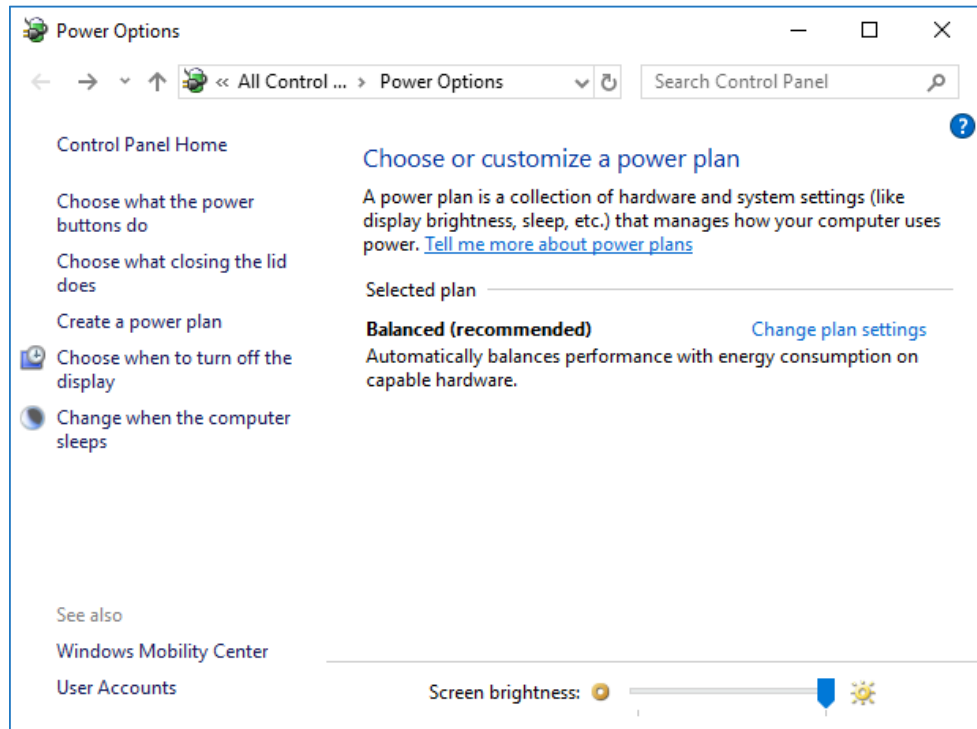 Power Options
« All Control ... › Power Options
Search Control Panel
?
Control Panel Home
Choose what the power
buttons do
Choose what closing the lid
does
Create a power plan
Choose when to turn off the
display
Change when the computer
sleeps
See also
Windows Mobility Center
User Accounts
Choose or customize a power plan
A power plan is a collection of hardware and system settings (like
display brightness, sleep, etc.) that manages how your computer uses
power. Tell me more about power plans
Selected plan
Balanced (recommended) Change plan settings
Automatically balances performance with energy consumption on
capable hardware.
Screen brightness: